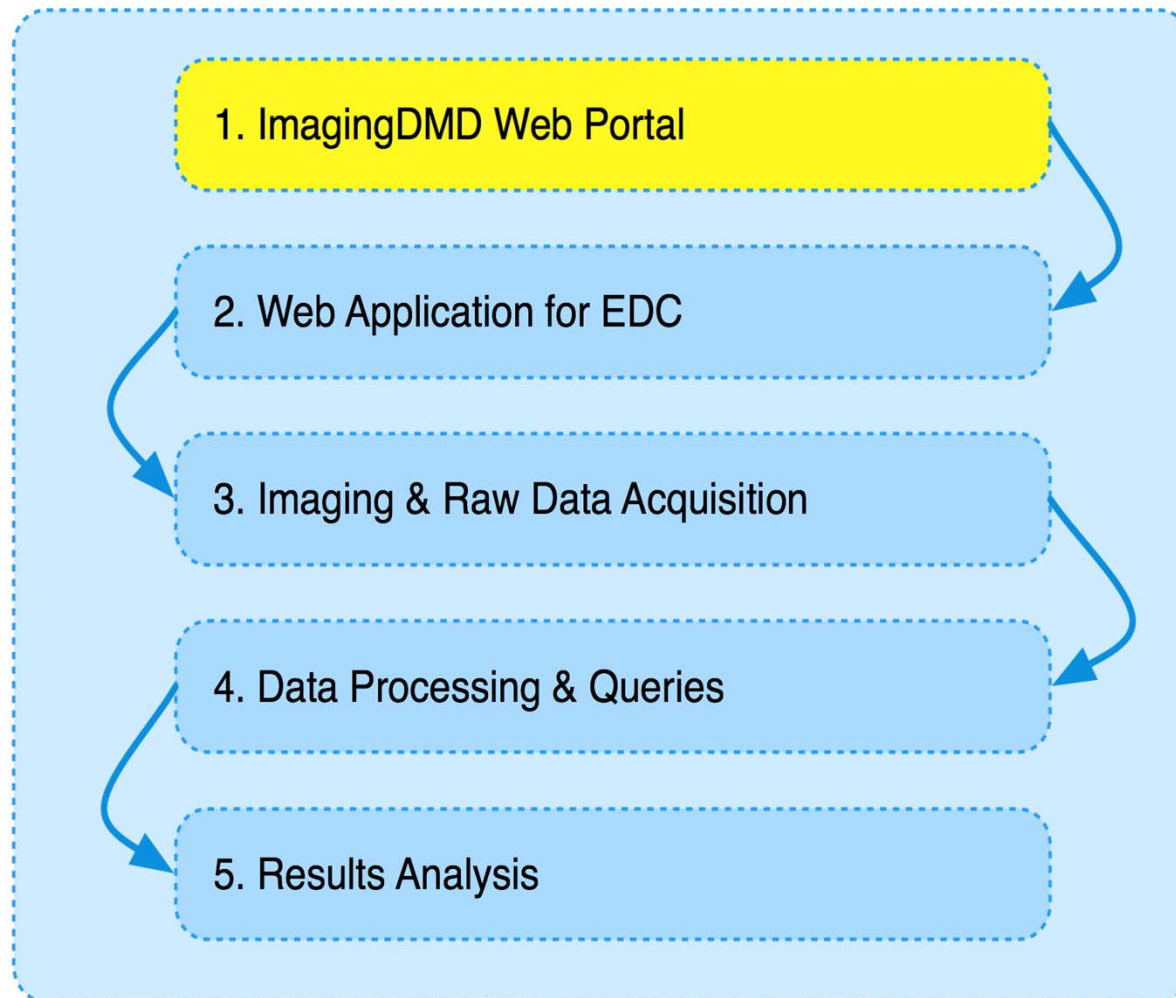 1. ImagingDMD Web Portal
2. Web Application for EDC
3. Imaging & Raw Data Acquisition
4. Data Processing & Queries
5. Results Analysis